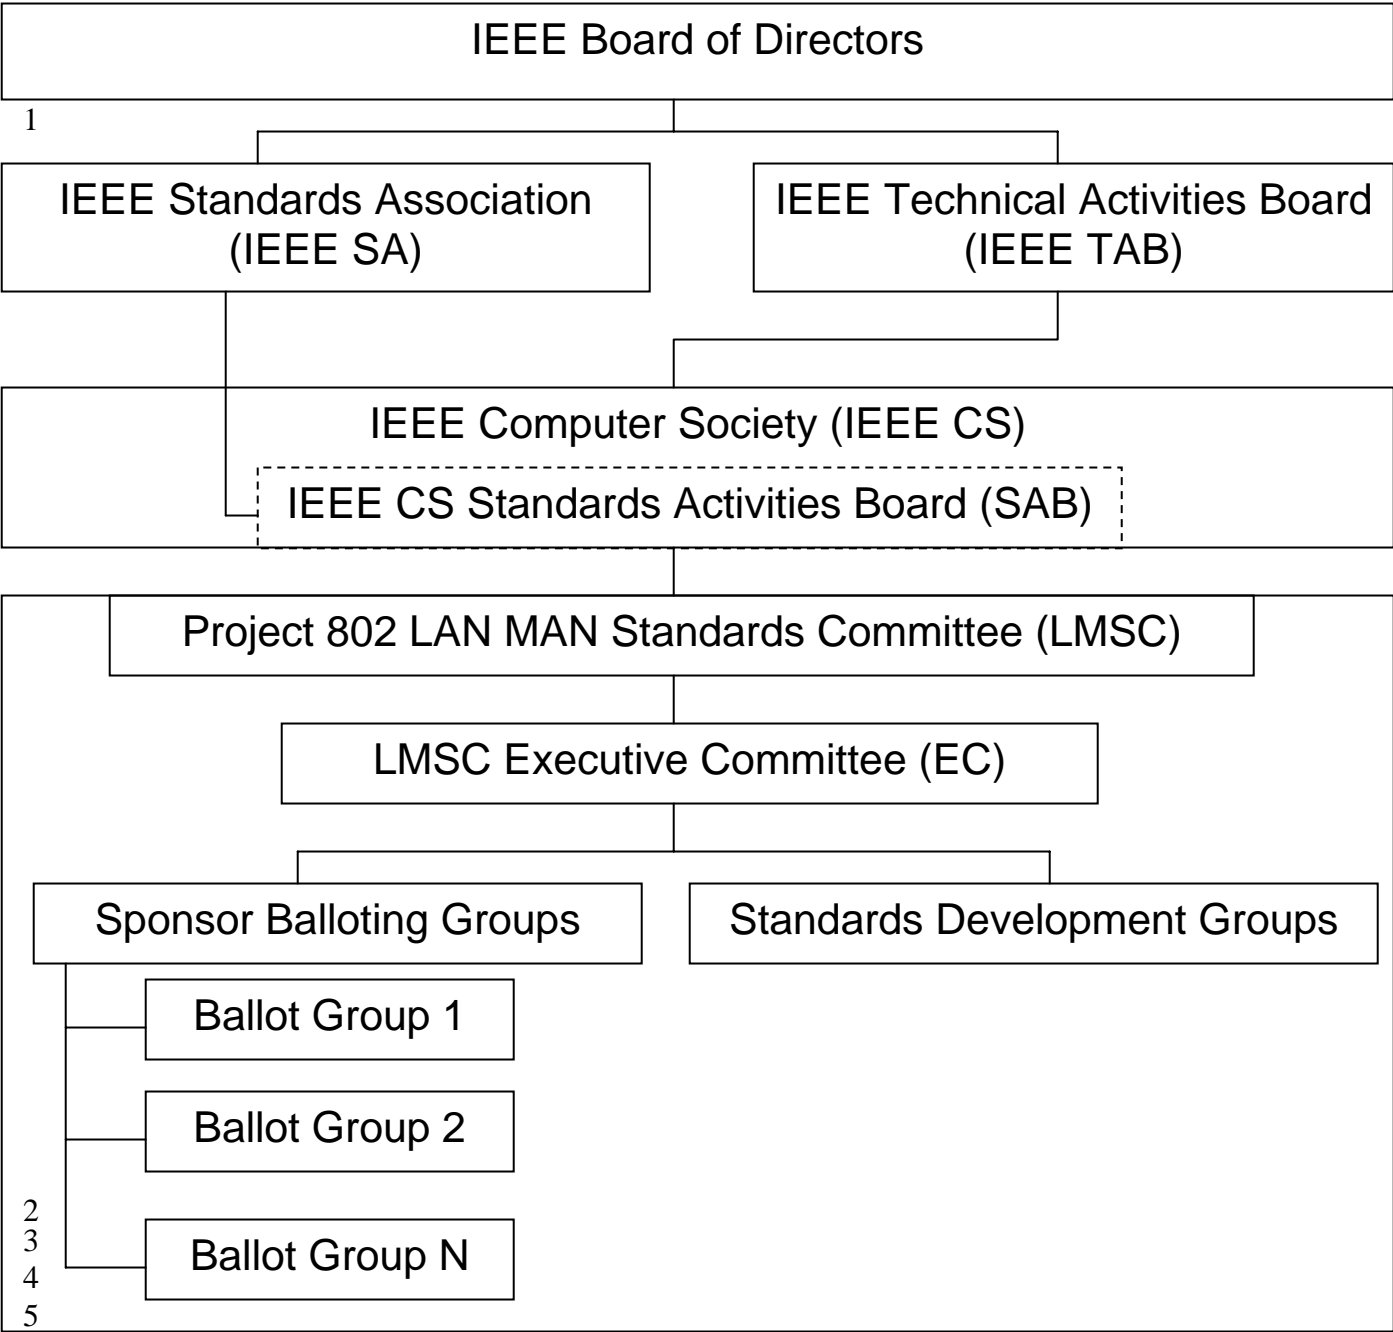 IEEE Board of Directors
1
IEEE Standards Association
(IEEE SA)
IEEE Technical Activities Board
(IEEE TAB)
IEEE Computer Society (IEEE CS)
IEEE CS Standards Activities Board (SAB)
Project 802 LAN MAN Standards Committee (LMSC)
LMSC Executive Committee (EC)
Sponsor Balloting Groups
Standards Development Groups
Ballot Group 1
Ballot Group 2
Ballot Group N
2
3
4
5